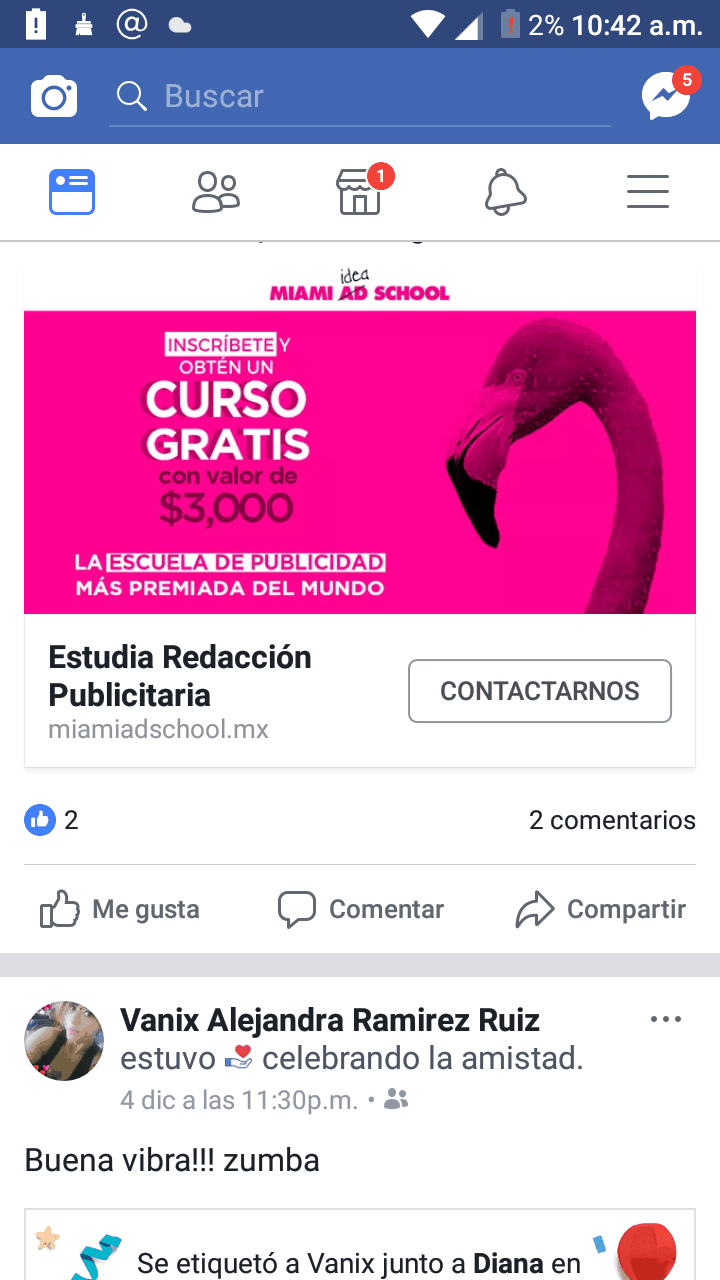 2% 10:42 a.m.
Buscar
5
1
idea
MIAMI AD SCHOOL
INSCRÍBETE Y
OBTÉN UN
CURSO
GRATIS
con valor de
$3,000
LA ESCUELA DE PUBLICIDAD
MÁS PREMIADA DEL MUNDO
Estudia Redacción
Publicitaria
CONTACTARNOS
miamiadschool.mx
2
2 comentarios
Me gusta
Comentar
Compartir
Vanix Alejandra Ramirez Ruiz
estuvo celebrando la amistad.
4 dic a las 11:30p.m.
Buena vibra!!! zumba
Se etiquetó a Vanix junto a Diana en